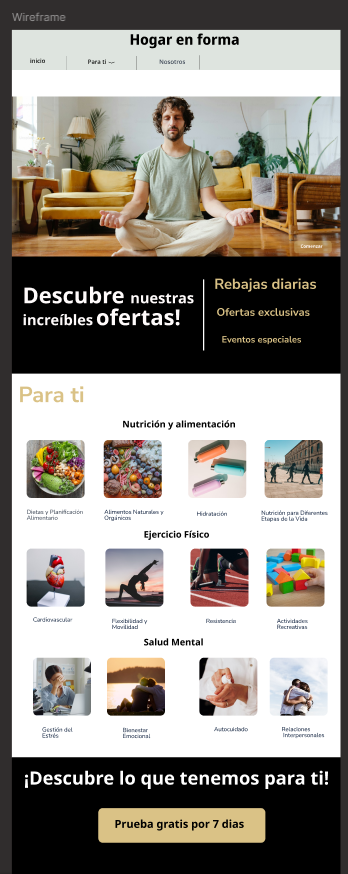 Wireframe
Hogar en forma
inicio
Para ti -.-
Nosotros
Comenzar
Descubre nuestras
increíbles ofertas!
Rebajas diarias
Ofertas exclusivas
Eventos especiales
Para ti
Nutrición y alimentación
Dietas y Planificación
Alimentario
Alimentos Naturales y
Orgánicos
Hidratación
Nutrición para Diferentes
Etapas de la Vida
Ejercicio Físico
Cardiovascular
Flexibilidad y
Movilidad
Resistencia
Actividades
Recreativas
Salud Mental
Gestión del
Estrés
Bienestar
Emocional
Autocuidado
Relaciones
Interpersonales
¡Descubre lo que tenemos para ti!
Prueba gratis por 7 dias